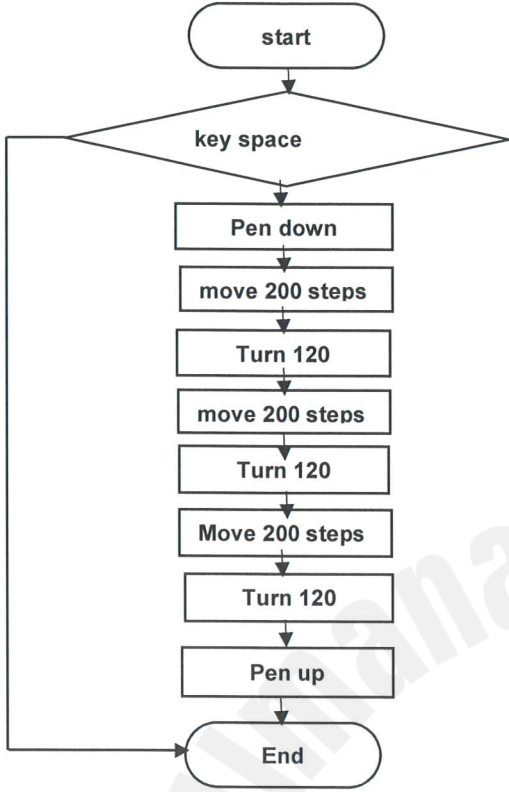 start
key space
Pen down
move 200 steps
Turn 120
move 200 steps
Turn 120
Move 200 steps
Turn 120
Pen up
End